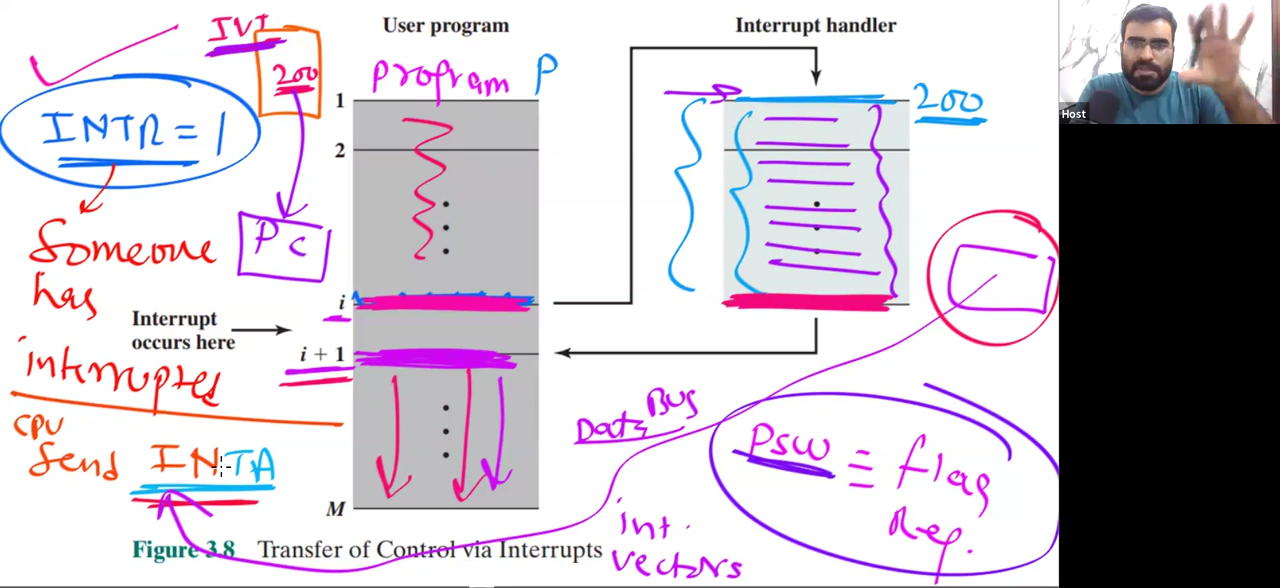 User program
Interrupt handler
IVT
200
program P
INTR = 1
1
2
200
Host
PC
Someone
has
interrupted
i
Interrupt
occurs here
i + 1
CPU
Send INTA
Data Bus
PSW ≡ flag
Reg.
M
int.
vectors
Figure 3.8 Transfer of Control via Interrupts